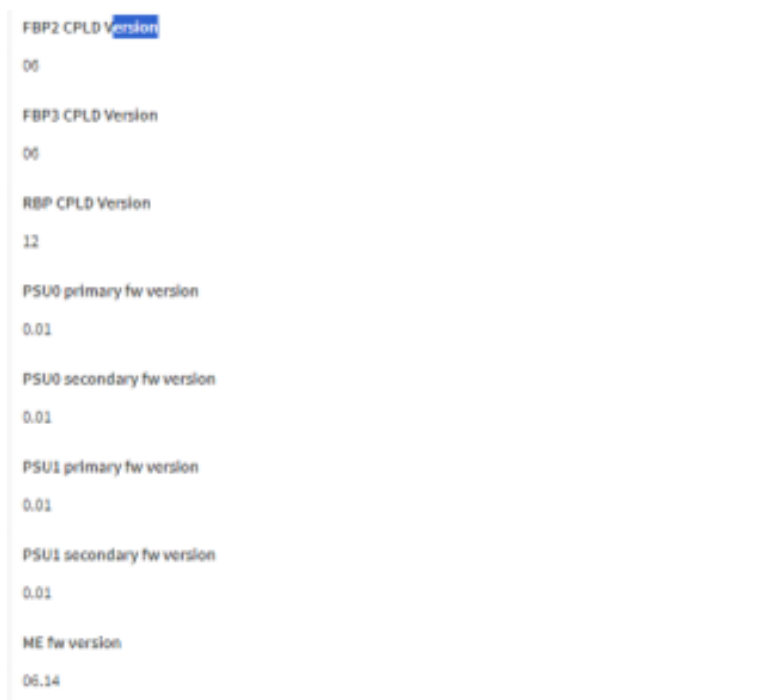 FBP2 CPLD Version
06
FBP3 CPLD Version
06
RBP CPLD Version
12
PSU0 primary fw version
0.01
PSU0 secondary fw version
0.01
PSU1 primary fw version
0.01
PSU1 secondary fw version
0.01
ME fw version
06.14